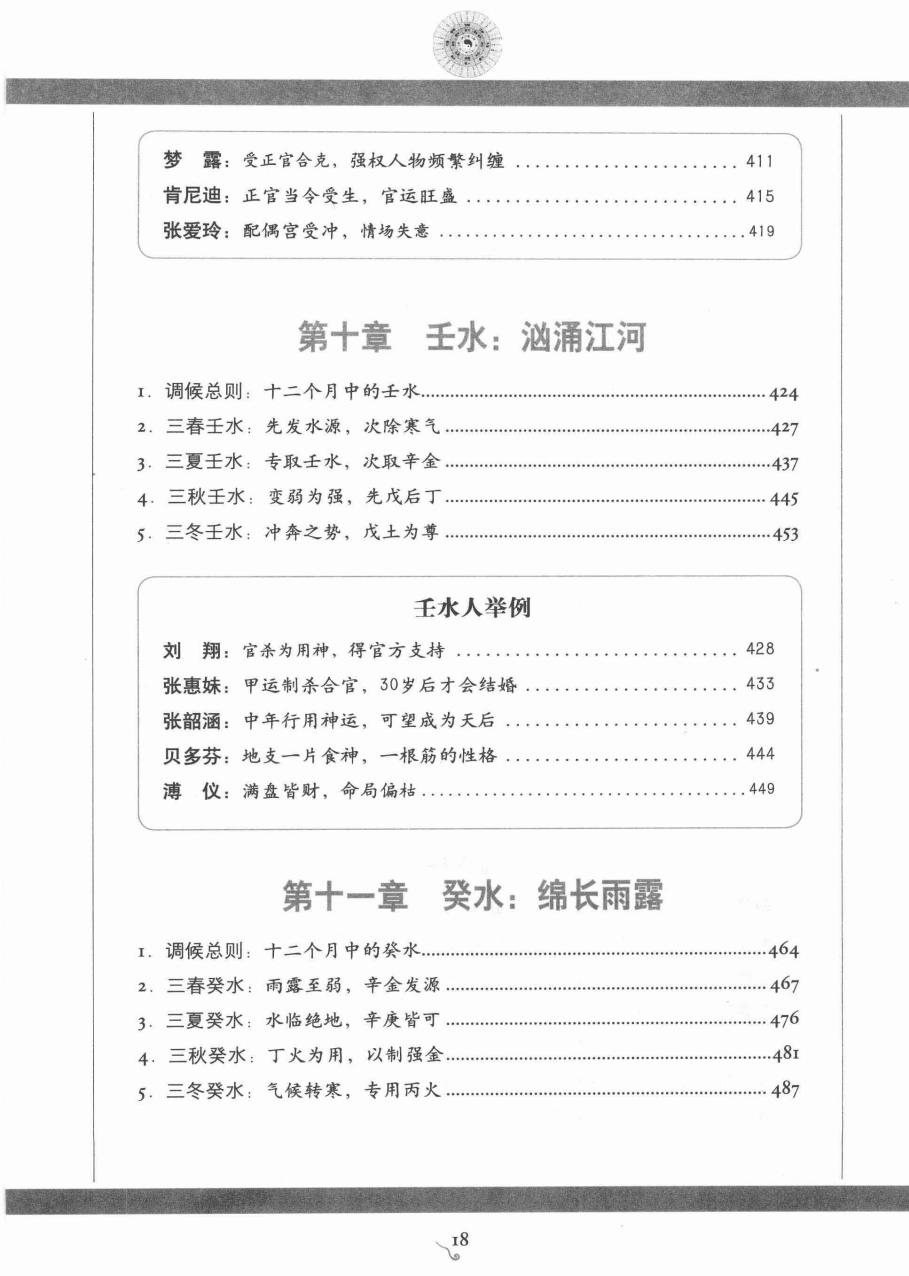 梦　露：受正官合克，强权人物频繁纠缠 ....................... 411
肯尼迪：正官当令受生，官运旺盛 ............................ 415
张爱玲：配偶宫受冲，情场失意 ................................419
第十章　壬水：汹涌江河
1. 调候总则：十二个月中的壬水...............................424
2. 三春壬水：先发水源，次除寒气...............................427
3. 三夏壬水：专取壬水，次取辛金...............................437
4. 三秋壬水：变弱为强，先戊后丁...............................445
5. 三冬壬水：冲奔之势，戊土为尊...............................453
壬水人举例
刘　翔：官杀为用神，得官方支持 ............................. 428
张惠妹：甲运制杀合官，30岁后才会结婚 ...................... 433
张韶涵：中年行用神运，可望成为天后 ........................ 439
贝多芬：地支一片食神，一根筋的性格 ........................ 444
溥　仪：满盘皆财，命局偏枯..................................449
第十一章　癸水：绵长雨露
1. 调候总则：十二个月中的癸水...............................464
2. 三春癸水：雨露至弱，辛金发源...............................467
3. 三夏癸水：水临绝地，辛庚皆可...............................476
4. 三秋癸水：丁火为用，以制强金...............................481
5. 三冬癸水：气候转寒，专用丙火...............................487
18